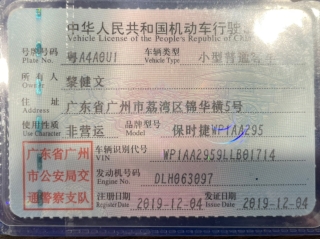 中华人民共和国机动车行驶
Vehicle License of the People's Republic of Ch
号牌号码 粤A4A8U1 车辆类型 小型普通客车
Plate No. Vehicle Type
所有人 黎健文
Owner
住址 广东省广州市荔湾区锦华横5号
Address
使用性质 非营运 品牌型号 保时捷WP1AA295
Use Character Model
广东省广州市公安局交通警察支队
车辆识别代号 WP1AA2959LLB01714
VIN
发动机号码 DLH063097
Engine No.
注册日期 2019-12-04 发证日期 2019-12-04
Register Date Issue Date